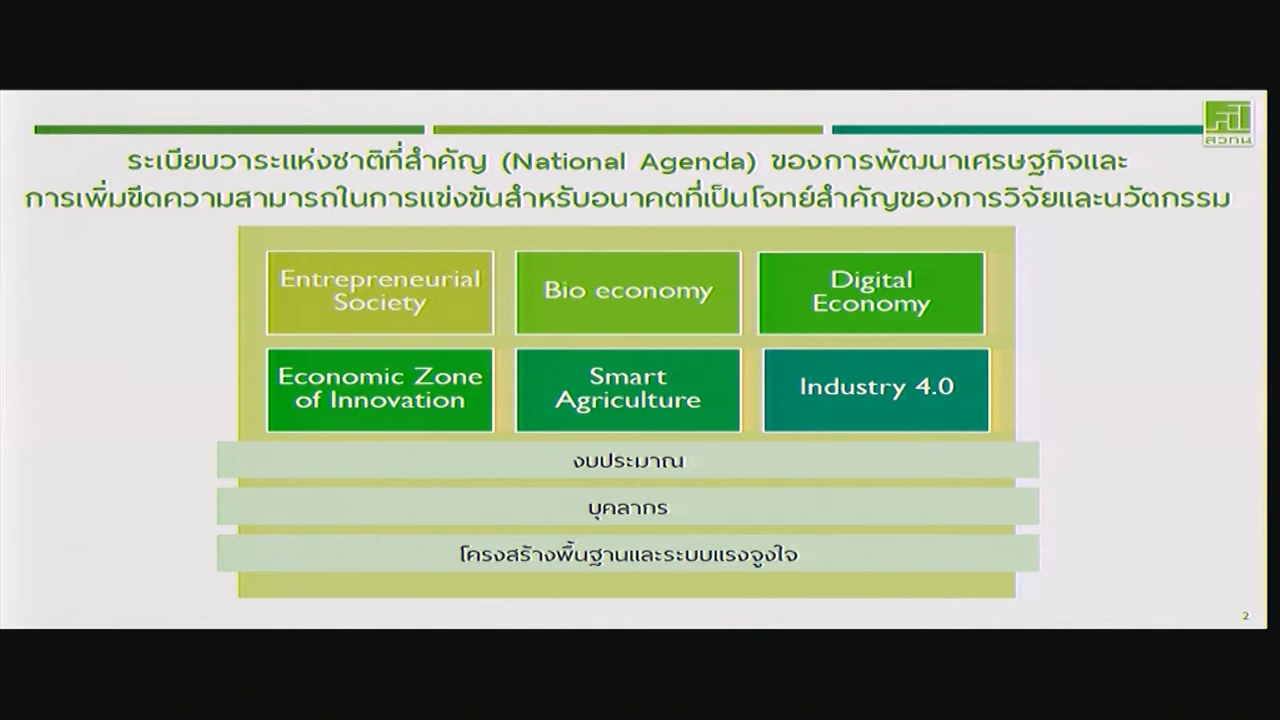 สวทน
ระเบียบวาระแห่งชาติที่สำคัญ (National Agenda) ของการพัฒนาเศรษฐกิจและ
การเพิ่มขีดความสามารถในการแข่งขันสำหรับอนาคตที่เป็นโจทย์สำคัญของการวิจัยและนวัตกรรม
Entrepreneurial
Society
Bio economy
Digital
Economy
Economic Zone
of Innovation
Smart
Agriculture
Industry 4.0
งบประมาณ
บุคลากร
โครงสร้างพื้นฐานและระบบแรงจูงใจ
2